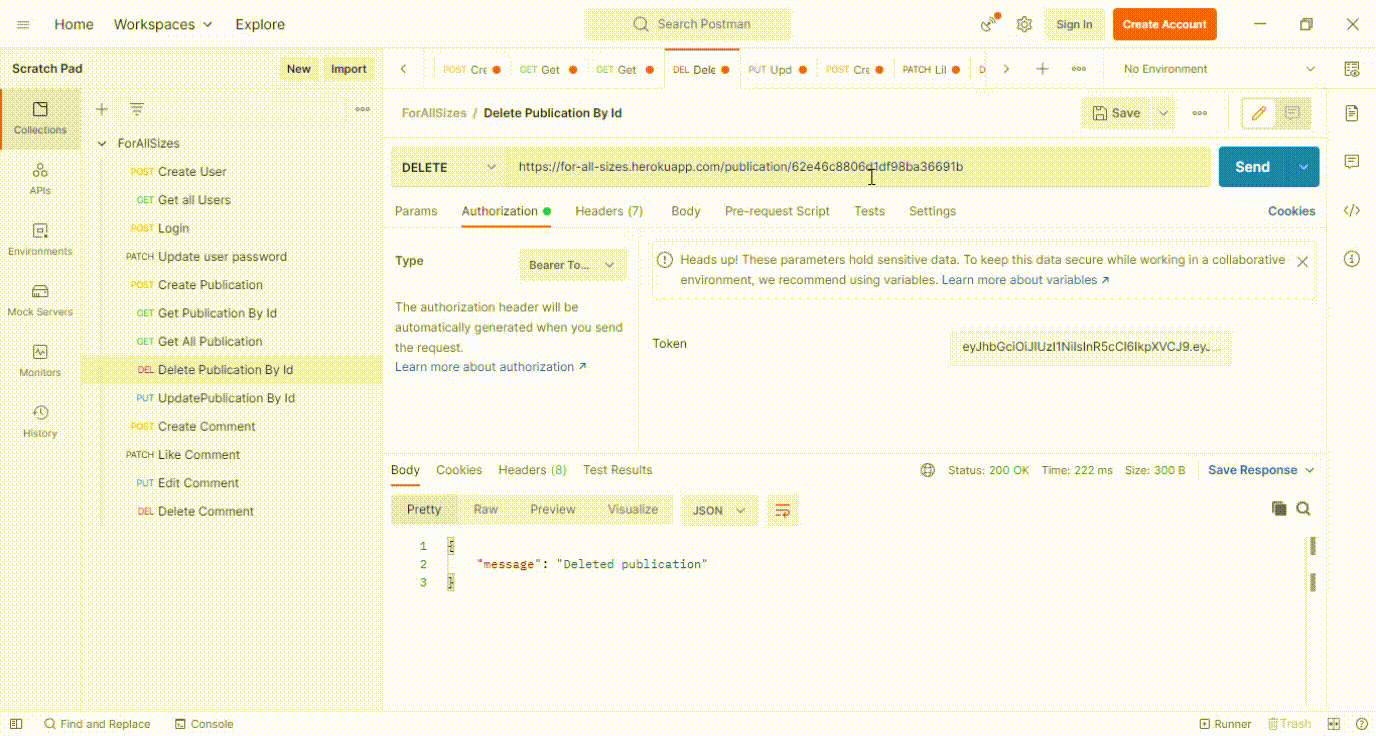 Home Workspaces Explore Search Postman Sign In Create Account
Scratch Pad New Import
POST Cre GET Get GET Get DEL Dele PUT Upd POST Cre PATCH Lil D No Environment
Collections
APIs
Environments
Mock Servers
Monitors
History
ForAllSizes
POST Create User
GET Get all Users
POST Login
PATCH Update user password
POST Create Publication
GET Get Publication By Id
GET Get All Publication
DEL Delete Publication By Id
PUT UpdatePublication By Id
POST Create Comment
PATCH Like Comment
PUT Edit Comment
DEL Delete Comment
ForAllSizes / Delete Publication By Id Save
DELETE https://for-all-sizes.herokuapp.com/publication/62e46c8806d1df98ba36691b Send
Params Authorization Headers (7) Body Pre-request Script Tests Settings Cookies
Type Bearer To...
The authorization header will be
automatically generated when you send
the request.
Learn more about authorization ↗
Heads up! These parameters hold sensitive data. To keep this data secure while working in a collaborative
environment, we recommend using variables. Learn more about variables ↗
Token eyJhbGciOiJIUzI1NiIsInR5cCI6IkpXVCJ9.ey...
Body Cookies Headers (8) Test Results Status: 200 OK Time: 222 ms Size: 300 B Save Response
Pretty Raw Preview Visualize JSON
1 {
2 "message": "Deleted publication"
3 }
Find and Replace Console Runner Trash